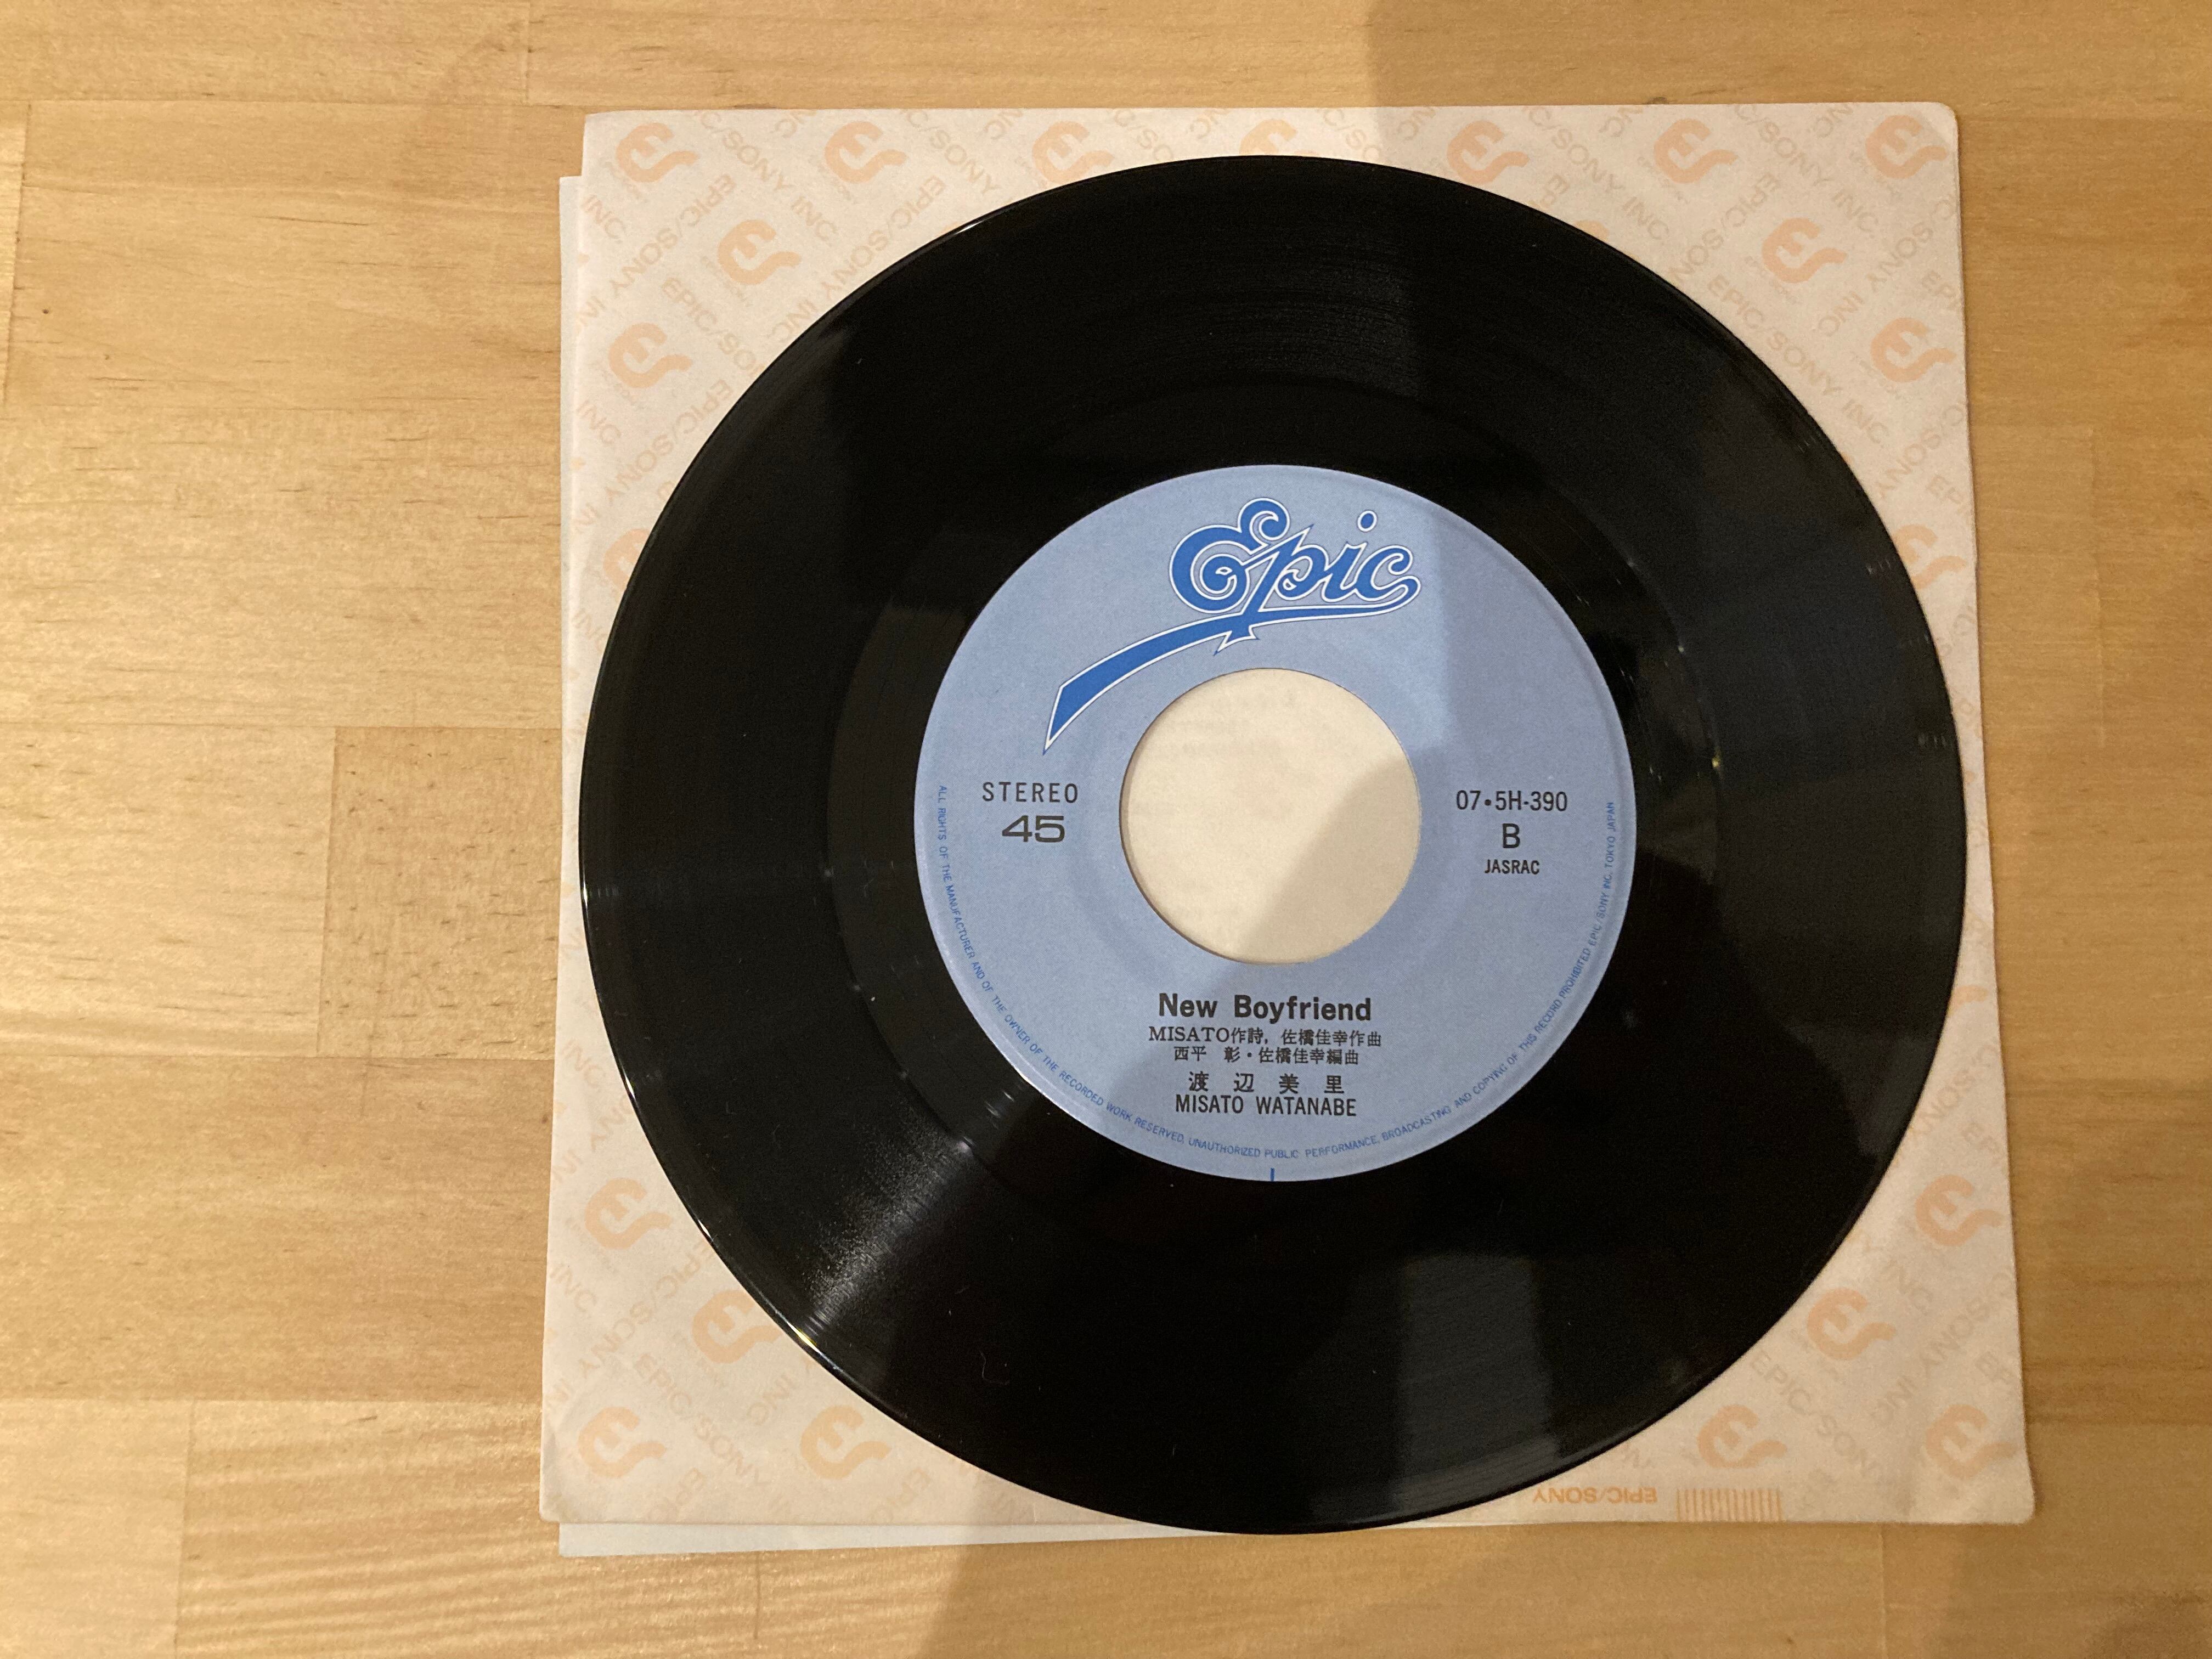 Epic
STEREO
45
07・5H-390
B
JASRAC
New Boyfriend
MISATO作詩, 佐橋佳幸作曲
西平 彰・佐橋佳幸編曲
渡辺美里
MISATO WATANABE
ALL RIGHTS OF THE MANUFACTURER AND OF THE OWNER OF THE RECORDED WORK RESERVED. UNAUTHORIZED PUBLIC PERFORMANCE, BROADCASTING AND COPYING OF THIS RECORD PROHIBITED EPIC/SONY INC. TOKYO JAPAN
EPIC/SONY INC.
EPIC/SONY